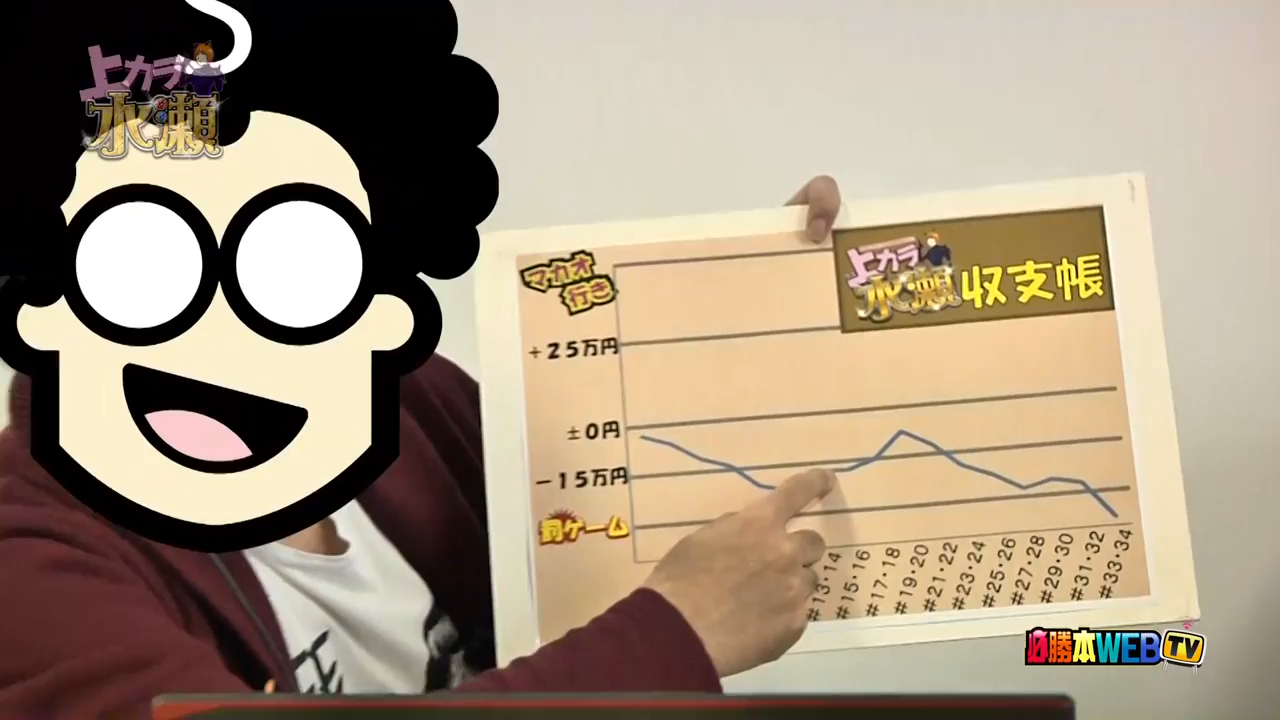 上カラ
水瀬
マカオ
行き
上カラ
水瀬
収支帳
+25万円
±0円
-15万円
罰ゲーム
#13・14
#15・16
#17・18
#19・20
#21・22
#23・24
#25・26
#27・28
#29・30
#31・32
#33・34
必勝本WEBTV